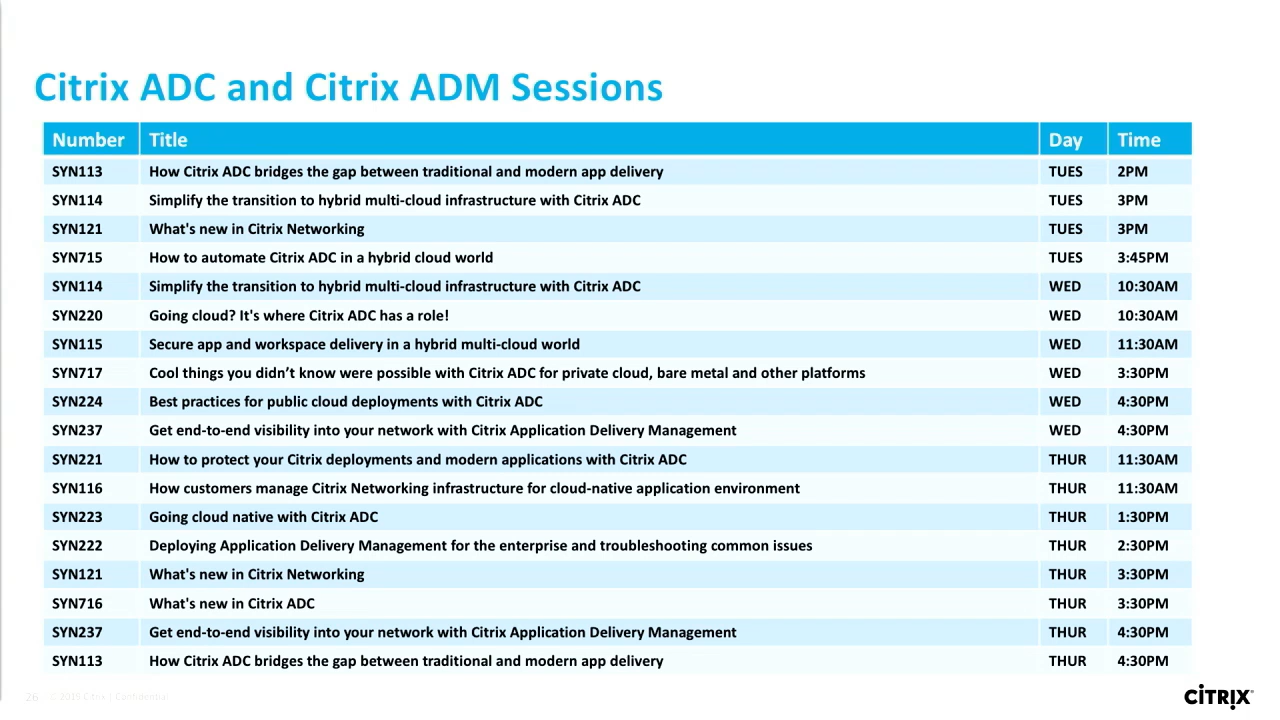 Citrix ADC and Citrix ADM Sessions
Number Title Day Time
SYN113 How Citrix ADC bridges the gap between traditional and modern app delivery TUES 2PM
SYN114 Simplify the transition to hybrid multi-cloud infrastructure with Citrix ADC TUES 3PM
SYN121 What's new in Citrix Networking TUES 3PM
SYN715 How to automate Citrix ADC in a hybrid cloud world TUES 3:45PM
SYN114 Simplify the transition to hybrid multi-cloud infrastructure with Citrix ADC WED 10:30AM
SYN220 Going cloud? It's where Citrix ADC has a role! WED 10:30AM
SYN115 Secure app and workspace delivery in a hybrid multi-cloud world WED 11:30AM
SYN717 Cool things you didn’t know were possible with Citrix ADC for private cloud, bare metal and other platforms WED 3:30PM
SYN224 Best practices for public cloud deployments with Citrix ADC WED 4:30PM
SYN237 Get end-to-end visibility into your network with Citrix Application Delivery Management WED 4:30PM
SYN221 How to protect your Citrix deployments and modern applications with Citrix ADC THUR 11:30AM
SYN116 How customers manage Citrix Networking infrastructure for cloud-native application environment THUR 11:30AM
SYN223 Going cloud native with Citrix ADC THUR 1:30PM
SYN222 Deploying Application Delivery Management for the enterprise and troubleshooting common issues THUR 2:30PM
SYN121 What's new in Citrix Networking THUR 3:30PM
SYN716 What's new in Citrix ADC THUR 3:30PM
SYN237 Get end-to-end visibility into your network with Citrix Application Delivery Management THUR 4:30PM
SYN113 How Citrix ADC bridges the gap between traditional and modern app delivery THUR 4:30PM
26 © Citrix | Confidential
CITRIX